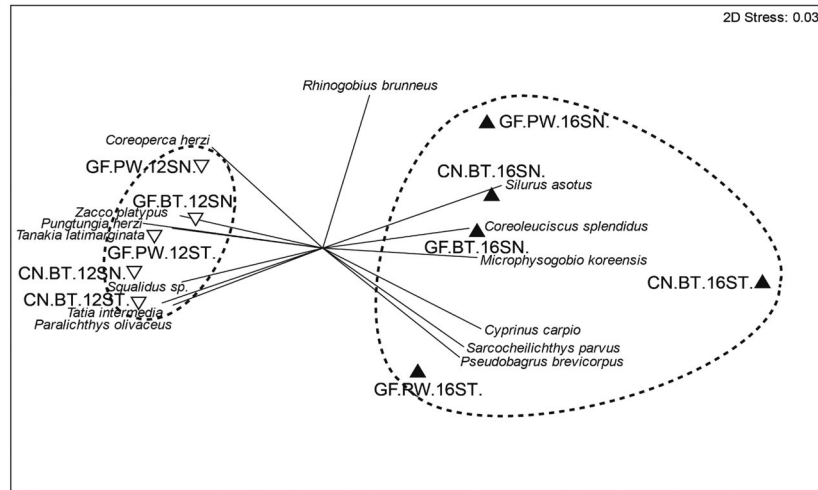 2D Stress: 0.03
Rhinogobius brunneus
GF.PW.16SN.
Coreoperca herzi
GF.PW.12SN.
CN.BT.16SN.
Silurus asotus
GF.BT.12SN
Zacco platypus
Pungtungia herzi
Coreoleuciscus splendidus
Tanakia latimarginata
GF.BT.16SN.
GF.PW.12ST.
Microphysogobio koreensis
CN.BT.12SN.
Squalidus sp.
CN.BT.16ST.
CN.BT.12ST.
Tatia intermedia
Paralichthys olivaceus
Cyprinus carpio
Sarcocheilichthys parvus
Pseudobagrus brevicorpus
GF.PW.16ST.